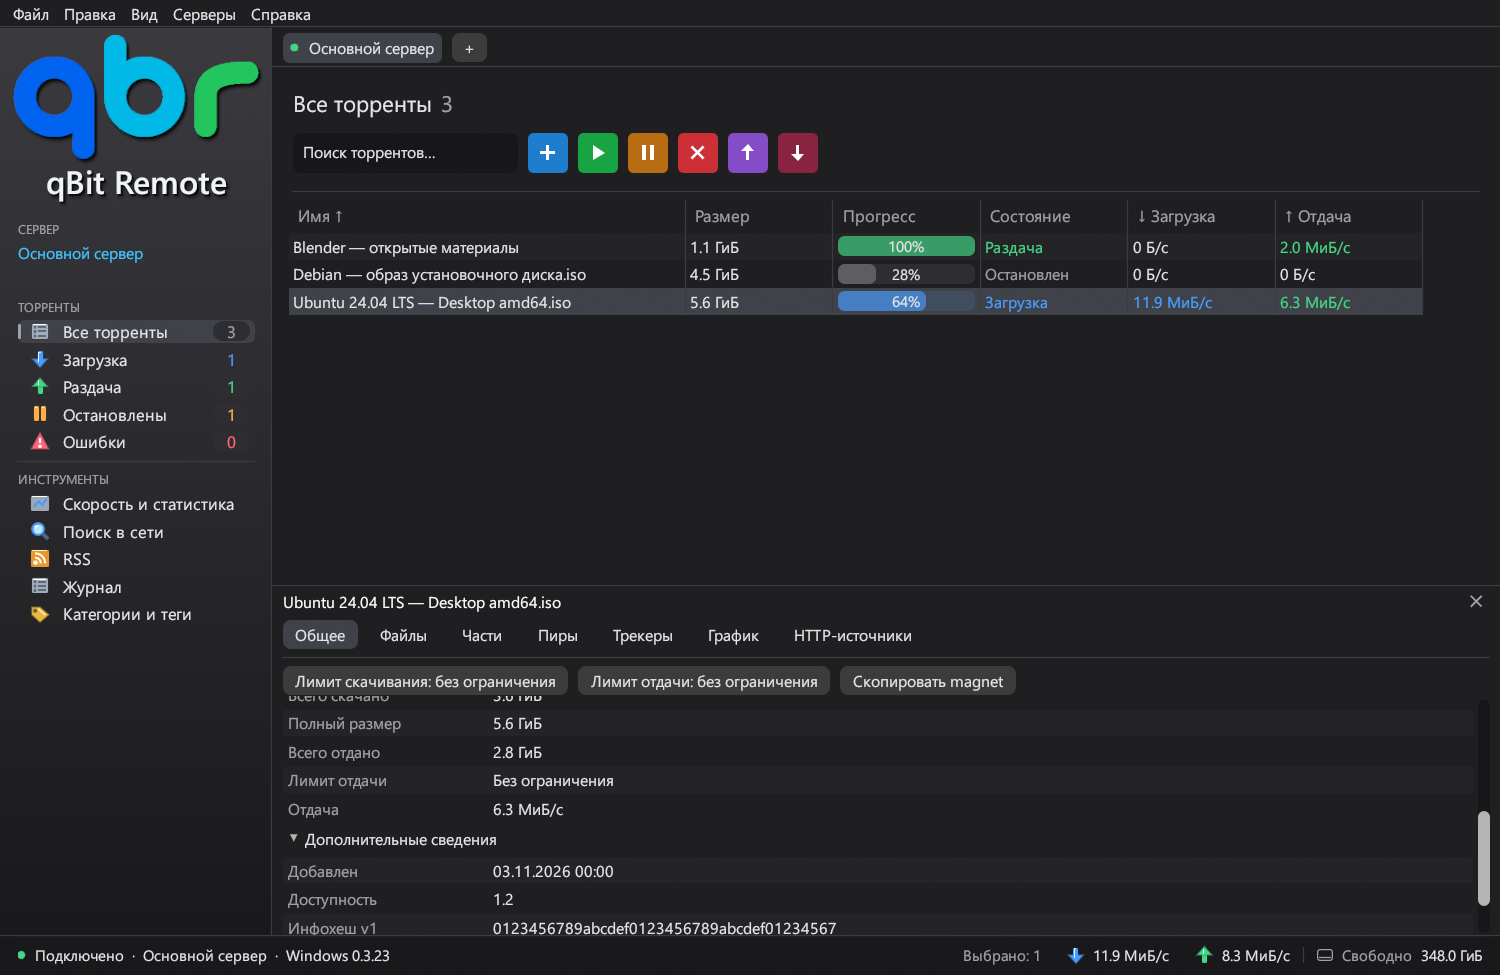 Файл Правка Вид Серверы Справка
qbr
qBit Remote
СЕРВЕР
Основной сервер
ТОРРЕНТЫ
Все торренты 3
Загрузка 1
Раздача 1
Остановлены 1
Ошибки 0
ИНСТРУМЕНТЫ
Скорость и статистика
Поиск в сети
RSS
Журнал
Категории и теги
Основной сервер +
Все торренты 3
Поиск торрентов...
Имя ↑ Размер Прогресс Состояние ↓ Загрузка ↑ Отдача
Blender — открытые материалы 1.1 ГиБ 100% Раздача 0 Б/с 2.0 МиБ/с
Debian — образ установочного диска.iso 4.5 ГиБ 28% Остановлен 0 Б/с 0 Б/с
Ubuntu 24.04 LTS — Desktop amd64.iso 5.6 ГиБ 64% Загрузка 11.9 МиБ/с 6.3 МиБ/с
Ubuntu 24.04 LTS — Desktop amd64.iso
Общее Файлы Части Пиры Трекеры График HTTP-источники
Лимит скачивания: без ограничения Лимит отдачи: без ограничения Скопировать magnet
Всего скачано 3.6 ГиБ
Полный размер 5.6 ГиБ
Всего отдано 2.8 ГиБ
Лимит отдачи Без ограничения
Отдача 6.3 МиБ/с
▼ Дополнительные сведения
Добавлен 03.11.2026 00:00
Доступность 1.2
Инфохеш v1 0123456789abcdef0123456789abcdef01234567
Подключено · Основной сервер · Windows 0.3.23 Выбрано: 1 11.9 МиБ/с 8.3 МиБ/с Свободно 348.0 ГиБ